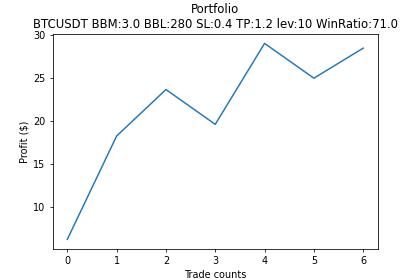 Portfolio
BTCUSDT BBM:3.0 BBL:280 SL:0.4 TP:1.2 lev:10 WinRatio:71.0
30
25
20
15
10
Profit ($)
0 1 2 3 4 5 6
Trade counts